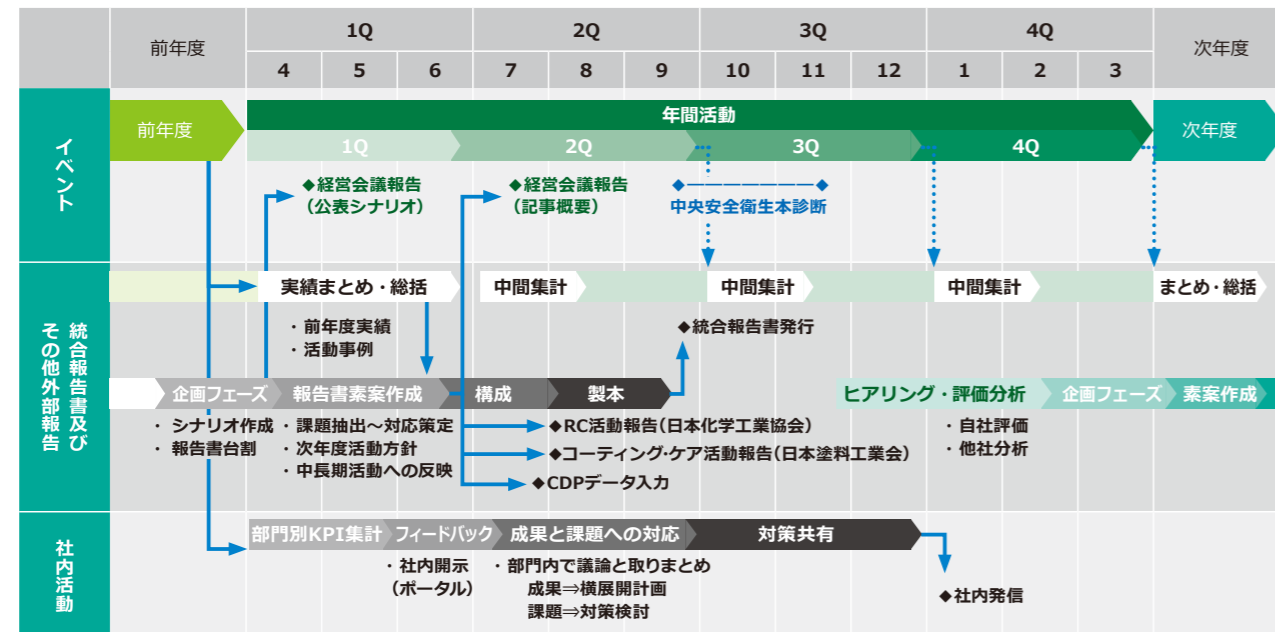 前年度
1Q
2Q
3Q
4Q
次年度
4
5
6
7
8
9
10
11
12
1
2
3
イベント
前年度
年間活動
次年度
1Q
2Q
3Q
4Q
◆経営会議報告
(公表シナリオ)
◆経営会議報告
(記事概要)
◆―――――――◆
中央安全衛生本診断
統合報告書及び
その他外部報告
実績まとめ・総括
中間集計
中間集計
中間集計
まとめ・総括
・前年度実績
・活動事例
◆統合報告書発行
企画フェーズ
報告書素案作成
構成
製本
ヒアリング・評価分析
企画フェーズ
素案作成
・シナリオ作成
・報告書台割
・課題抽出～対応策定
・次年度活動方針
・中長期活動への反映
◆RC活動報告(日本化学工業協会)
◆コーティング・ケア活動報告(日本塗料工業会)
◆CDPデータ入力
・自社評価
・他社分析
社内活動
部門別KPI集計
フィードバック
成果と課題への対応
対策共有
・社内開示
(ポータル)
・部門内で議論と取りまとめ
成果⇒横展開計画
課題⇒対策検討
◆社内発信